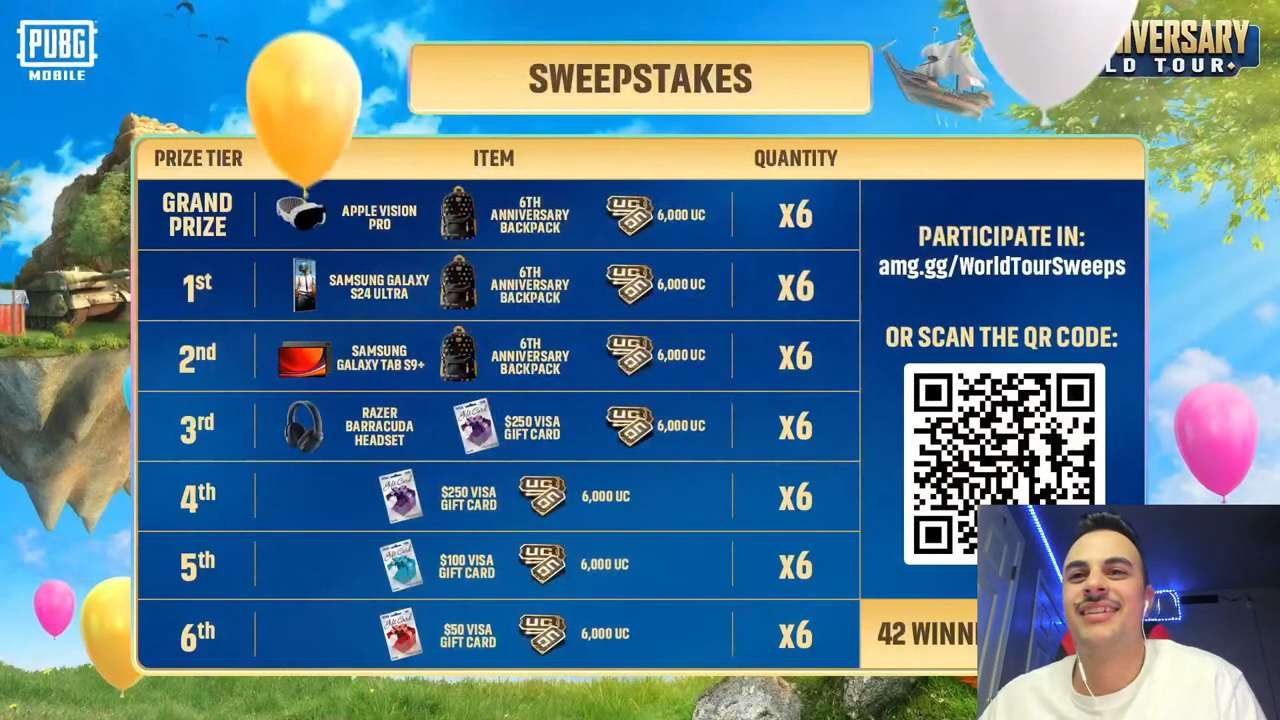 PUBG
MOBILE
SWEEPSTAKES
LD TOUR
PRIZE TIER
ITEM
QUANTITY
GRAND
PRIZE
APPLE VISION
PRO
6TH
ANNIVERSARY
BACKPACK
6,000 UC
X6
1st
SAMSUNG GALAXY
S24 ULTRA
6TH
ANNIVERSARY
BACKPACK
6,000 UC
X6
2nd
SAMSUNG
GALAXY TAB S9+
6TH
ANNIVERSARY
BACKPACK
6,000 UC
X6
3rd
RAZER
BARRACUDA
HEADSET
$250 VISA
GIFT CARD
6,000 UC
X6
4th
$250 VISA
GIFT CARD
6,000 UC
X6
5th
$100 VISA
GIFT CARD
6,000 UC
X6
6th
$50 VISA
GIFT CARD
6,000 UC
X6
PARTICIPATE IN:
amg.gg/WorldTourSweeps
OR SCAN THE QR CODE:
42 WINN